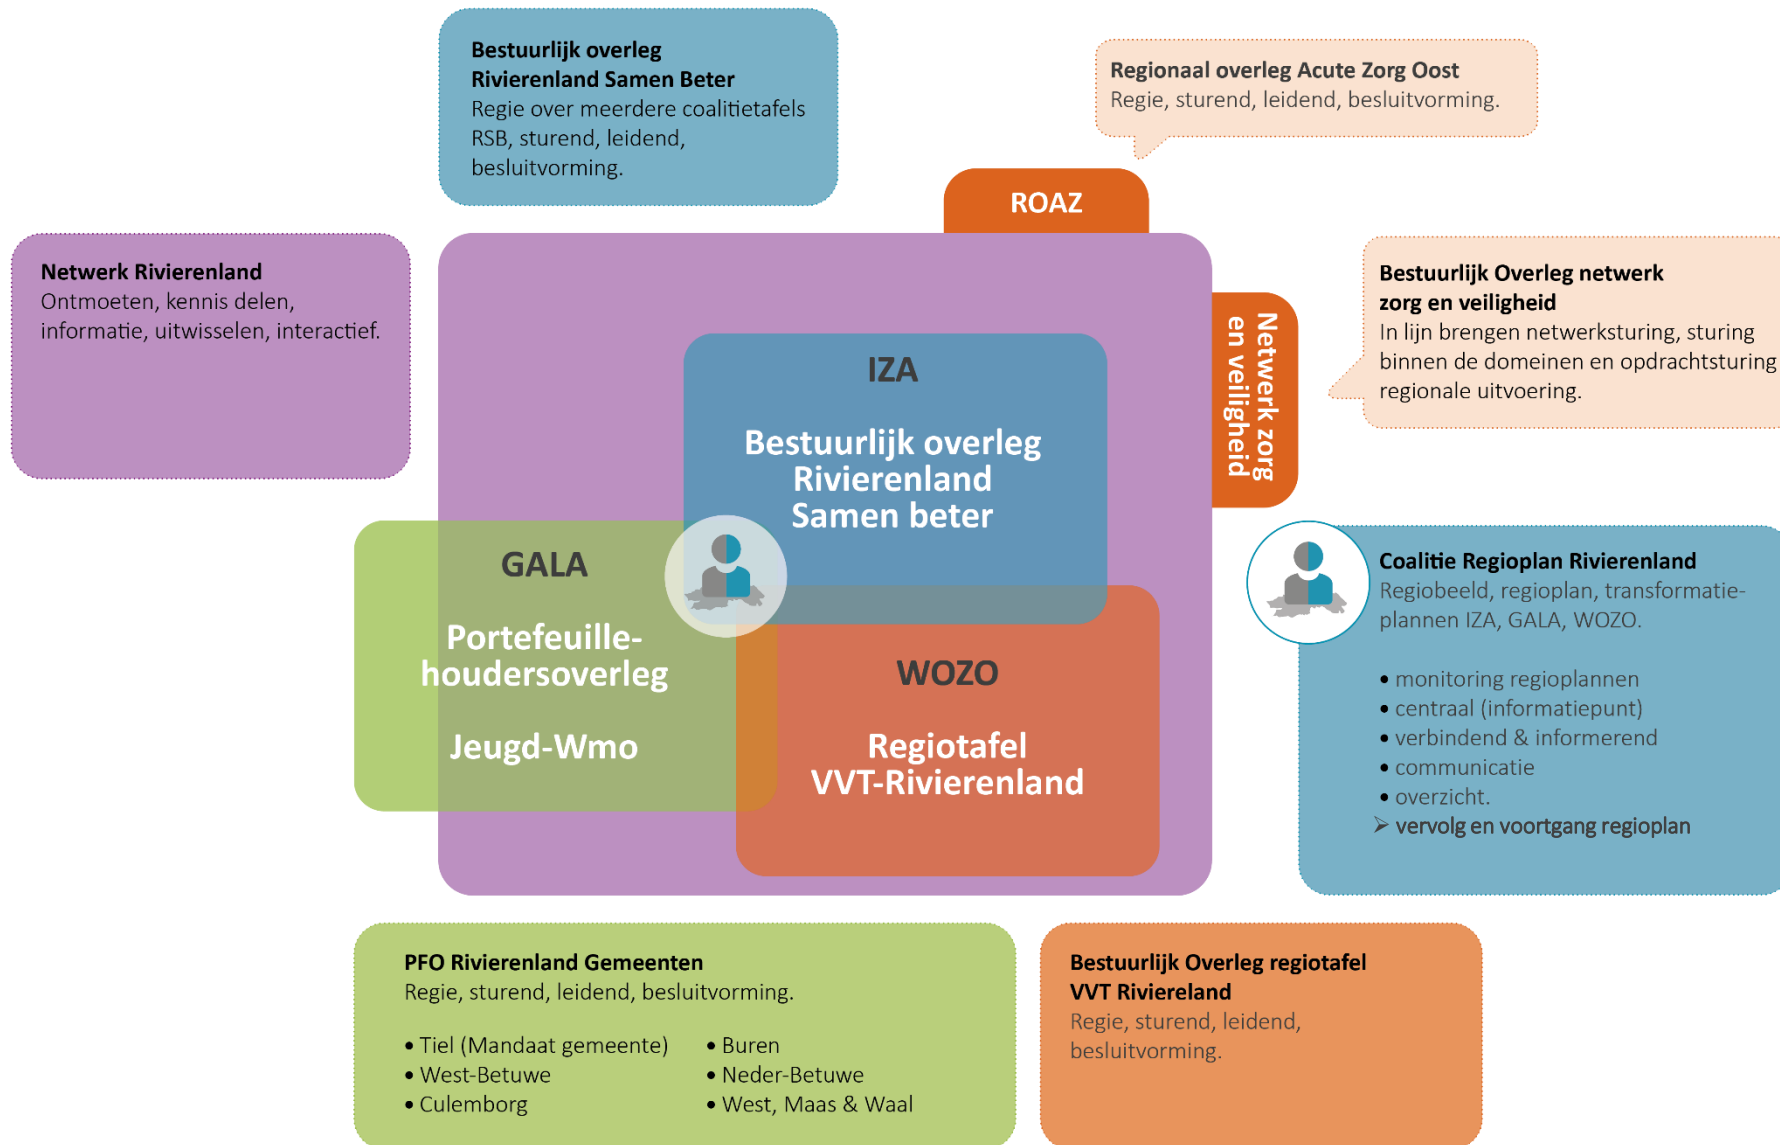 Bestuurlijk overleg
Rivierenland Samen Beter
Regie over meerdere coalitietafels
RSB, sturend, leidend,
besluitvorming.
Regionaal overleg Acute Zorg Oost
Regie, sturend, leidend, besluitvorming.
ROAZ
Netwerk Rivierenland
Ontmoeten, kennis delen,
informatie, uitwisselen, interactief.
Bestuurlijk Overleg netwerk
zorg en veiligheid
In lijn brengen netwerksturing, sturing
binnen de domeinen en opdrachtsturing
regionale uitvoering.
Netwerk zorg
en veiligheid
IZA
Bestuurlijk overleg
Rivierenland
Samen beter
GALA
Portefeuille-
houdersoverleg
Jeugd-Wmo
WOZO
Regiotafel
VVT-Rivierenland
Coalitie Regioplan Rivierenland
Regiobeeld, regioplan, transformatie-
plannen IZA, GALA, WOZO.
• monitoring regioplannen
• centraal (informatiepunt)
• verbindend & informerend
• communicatie
• overzicht.
➢ vervolg en voortgang regioplan
PFO Rivierenland Gemeenten
Regie, sturend, leidend, besluitvorming.
• Tiel (Mandaat gemeente)
• West-Betuwe
• Culemborg
• Buren
• Neder-Betuwe
• West, Maas & Waal
Bestuurlijk Overleg regiotafel
VVT Riviereland
Regie, sturend, leidend,
besluitvorming.